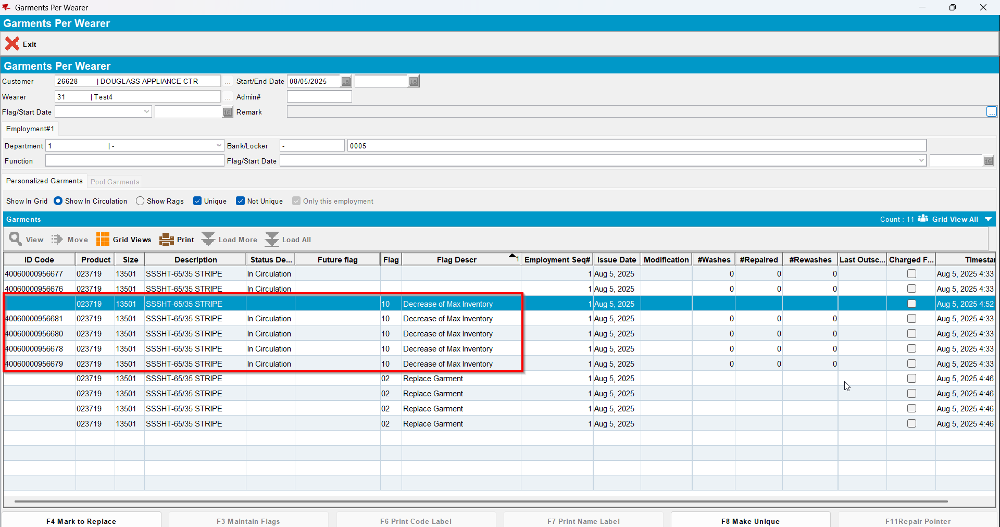 Garments Per Wearer
Garments Per Wearer
Exit
Garments Per Wearer
Customer 26628 | DOUGLASS APPLIANCE CTR ... Start/End Date 08/05/2025 16 16
Wearer 31 | Test4 ... Admin#
Flag/Start Date 16 Remark ...
Employment#1
Department 1 | - Bank/Locker - 0005
Function Flag/Start Date 16
Personalized Garments Pool Garments
Show In Grid Show In Circulation Show Rags Unique Not Unique Only this employment
Garments Count : 11 Grid View All
View Move Grid Views Print Load More Load All
ID Code Product Size Description Status De... Future flag Flag Flag Descr 1 Employment Seq# Issue Date Modification #Washes #Repaired #Rewashes Last Outsc... Charged F... Timestar
40060000956677 023719 13501 SSSHT-65/35 STRIPE In Circulation 1 Aug 5, 2025 0 0 0 Aug 5, 2025 4:33
40060000956676 023719 13501 SSSHT-65/35 STRIPE In Circulation 1 Aug 5, 2025 0 0 0 Aug 5, 2025 4:33
023719 13501 SSSHT-65/35 STRIPE 10 Decrease of Max Inventory 1 Aug 5, 2025 Aug 5, 2025 4:52
40060000956681 023719 13501 SSSHT-65/35 STRIPE In Circulation 10 Decrease of Max Inventory 1 Aug 5, 2025 0 0 0 Aug 5, 2025 4:33
40060000956680 023719 13501 SSSHT-65/35 STRIPE In Circulation 10 Decrease of Max Inventory 1 Aug 5, 2025 0 0 0 Aug 5, 2025 4:33
40060000956678 023719 13501 SSSHT-65/35 STRIPE In Circulation 10 Decrease of Max Inventory 1 Aug 5, 2025 0 0 0 Aug 5, 2025 4:33
40060000956679 023719 13501 SSSHT-65/35 STRIPE In Circulation 10 Decrease of Max Inventory 1 Aug 5, 2025 0 0 0 Aug 5, 2025 4:33
023719 13501 SSSHT-65/35 STRIPE 02 Replace Garment 1 Aug 5, 2025 Aug 5, 2025 4:46
023719 13501 SSSHT-65/35 STRIPE 02 Replace Garment 1 Aug 5, 2025 Aug 5, 2025 4:46
023719 13501 SSSHT-65/35 STRIPE 02 Replace Garment 1 Aug 5, 2025 Aug 5, 2025 4:46
023719 13501 SSSHT-65/35 STRIPE 02 Replace Garment 1 Aug 5, 2025 Aug 5, 2025 4:46
F4 Mark to Replace F3 Maintain Flags F6 Print Code Label F7 Print Name Label F8 Make Unique F11Repair Pointer